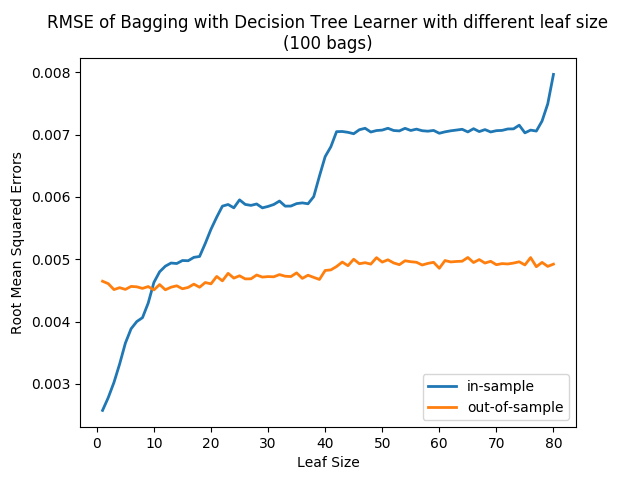 RMSE of Bagging with Decision Tree Learner with different leaf size
(100 bags)
0.008
0.007
0.006
0.005
0.004
0.003
Root Mean Squared Errors
in-sample
out-of-sample
0 10 20 30 40 50 60 70 80
Leaf Size